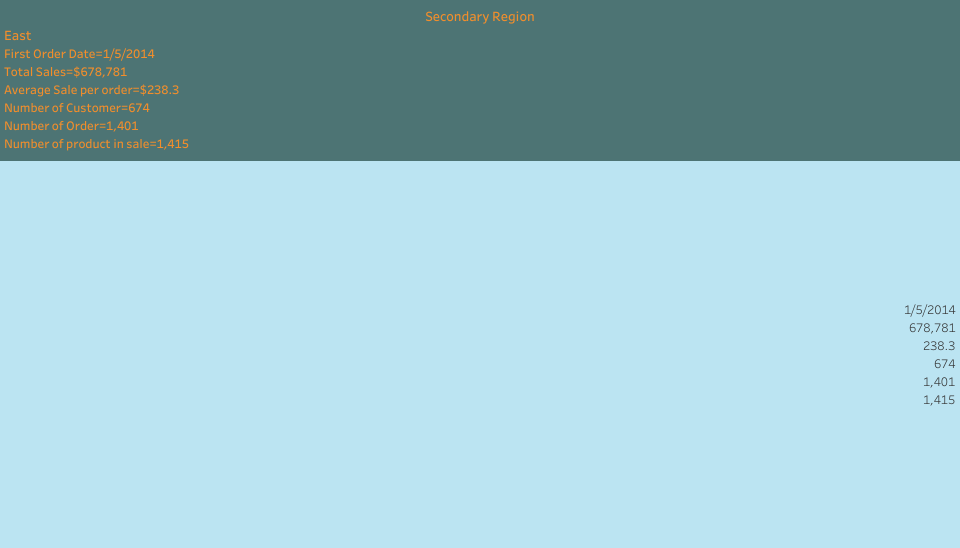 Secondary Region
East
First Order Date=1/5/2014
Total Sales=$678,781
Average Sale per order=$238.3
Number of Customer=674
Number of Order=1,401
Number of product in sale=1,415
1/5/2014
678,781
238.3
674
1,401
1,415